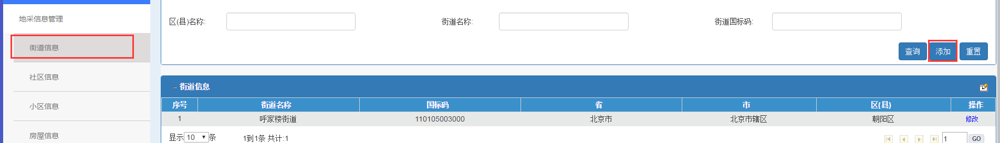 地采信息管理
街道信息
社区信息
小区信息
房屋信息
区(县)名称:
街道名称:
街道国标码:
查询 添加 重置
街道信息
序号 街道名称 国标码 省 市 区(县) 操作
1 呼家楼街道 110105003000 北京市 北京市辖区 朝阳区 修改
显示 10 条 1到1条 共计:1 1 GO